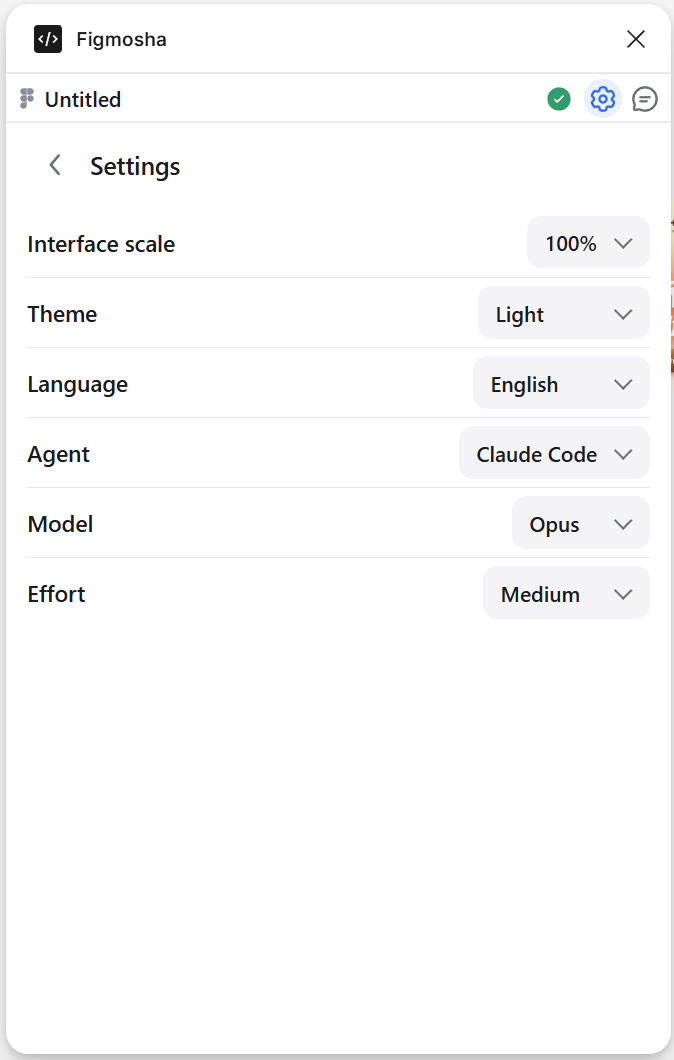 Figmosha
Untitled
Settings
Interface scale
100%
Theme
Light
Language
English
Agent
Claude Code
Model
Opus
Effort
Medium